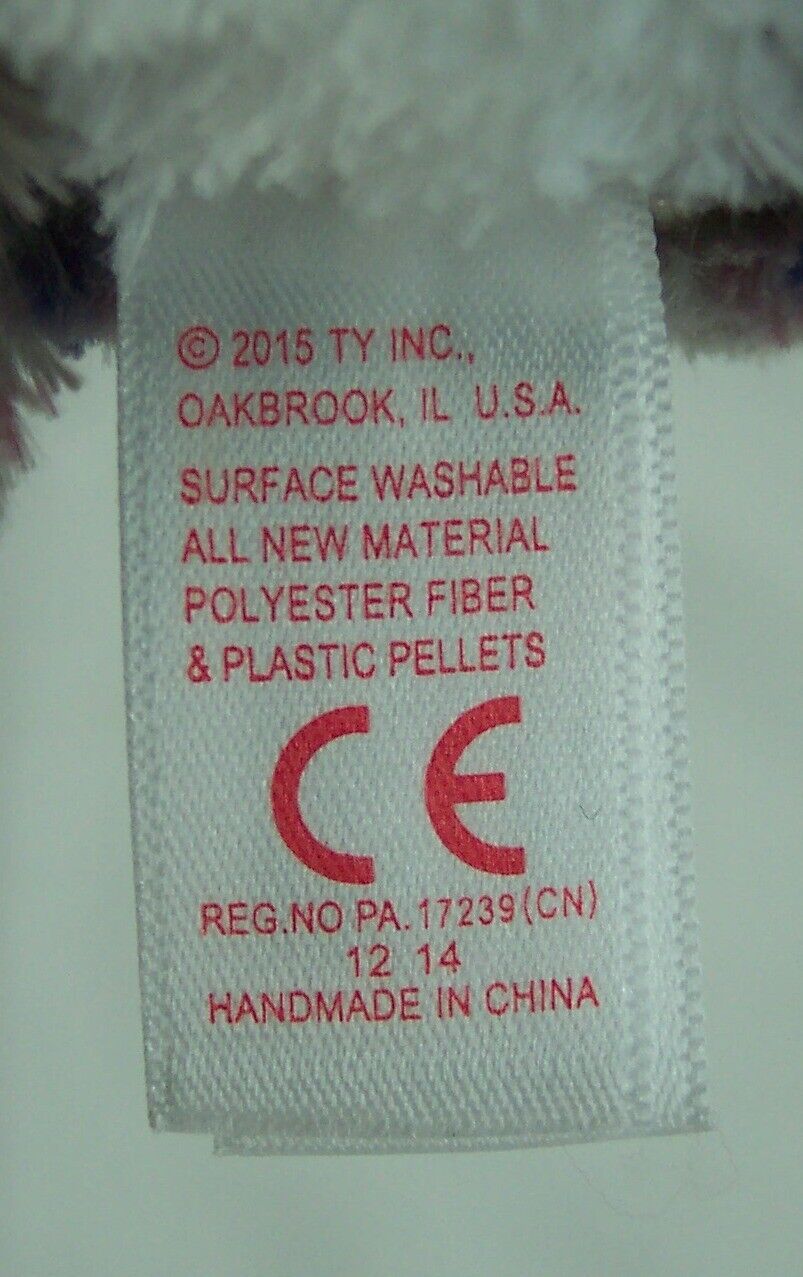 © 2015 TY INC.,
OAKBROOK, IL U.S.A.
SURFACE WASHABLE
ALL NEW MATERIAL
POLYESTER FIBER
& PLASTIC PELLETS
CE
REG.NO PA. 17239(CN)
12 14
HANDMADE IN CHINA